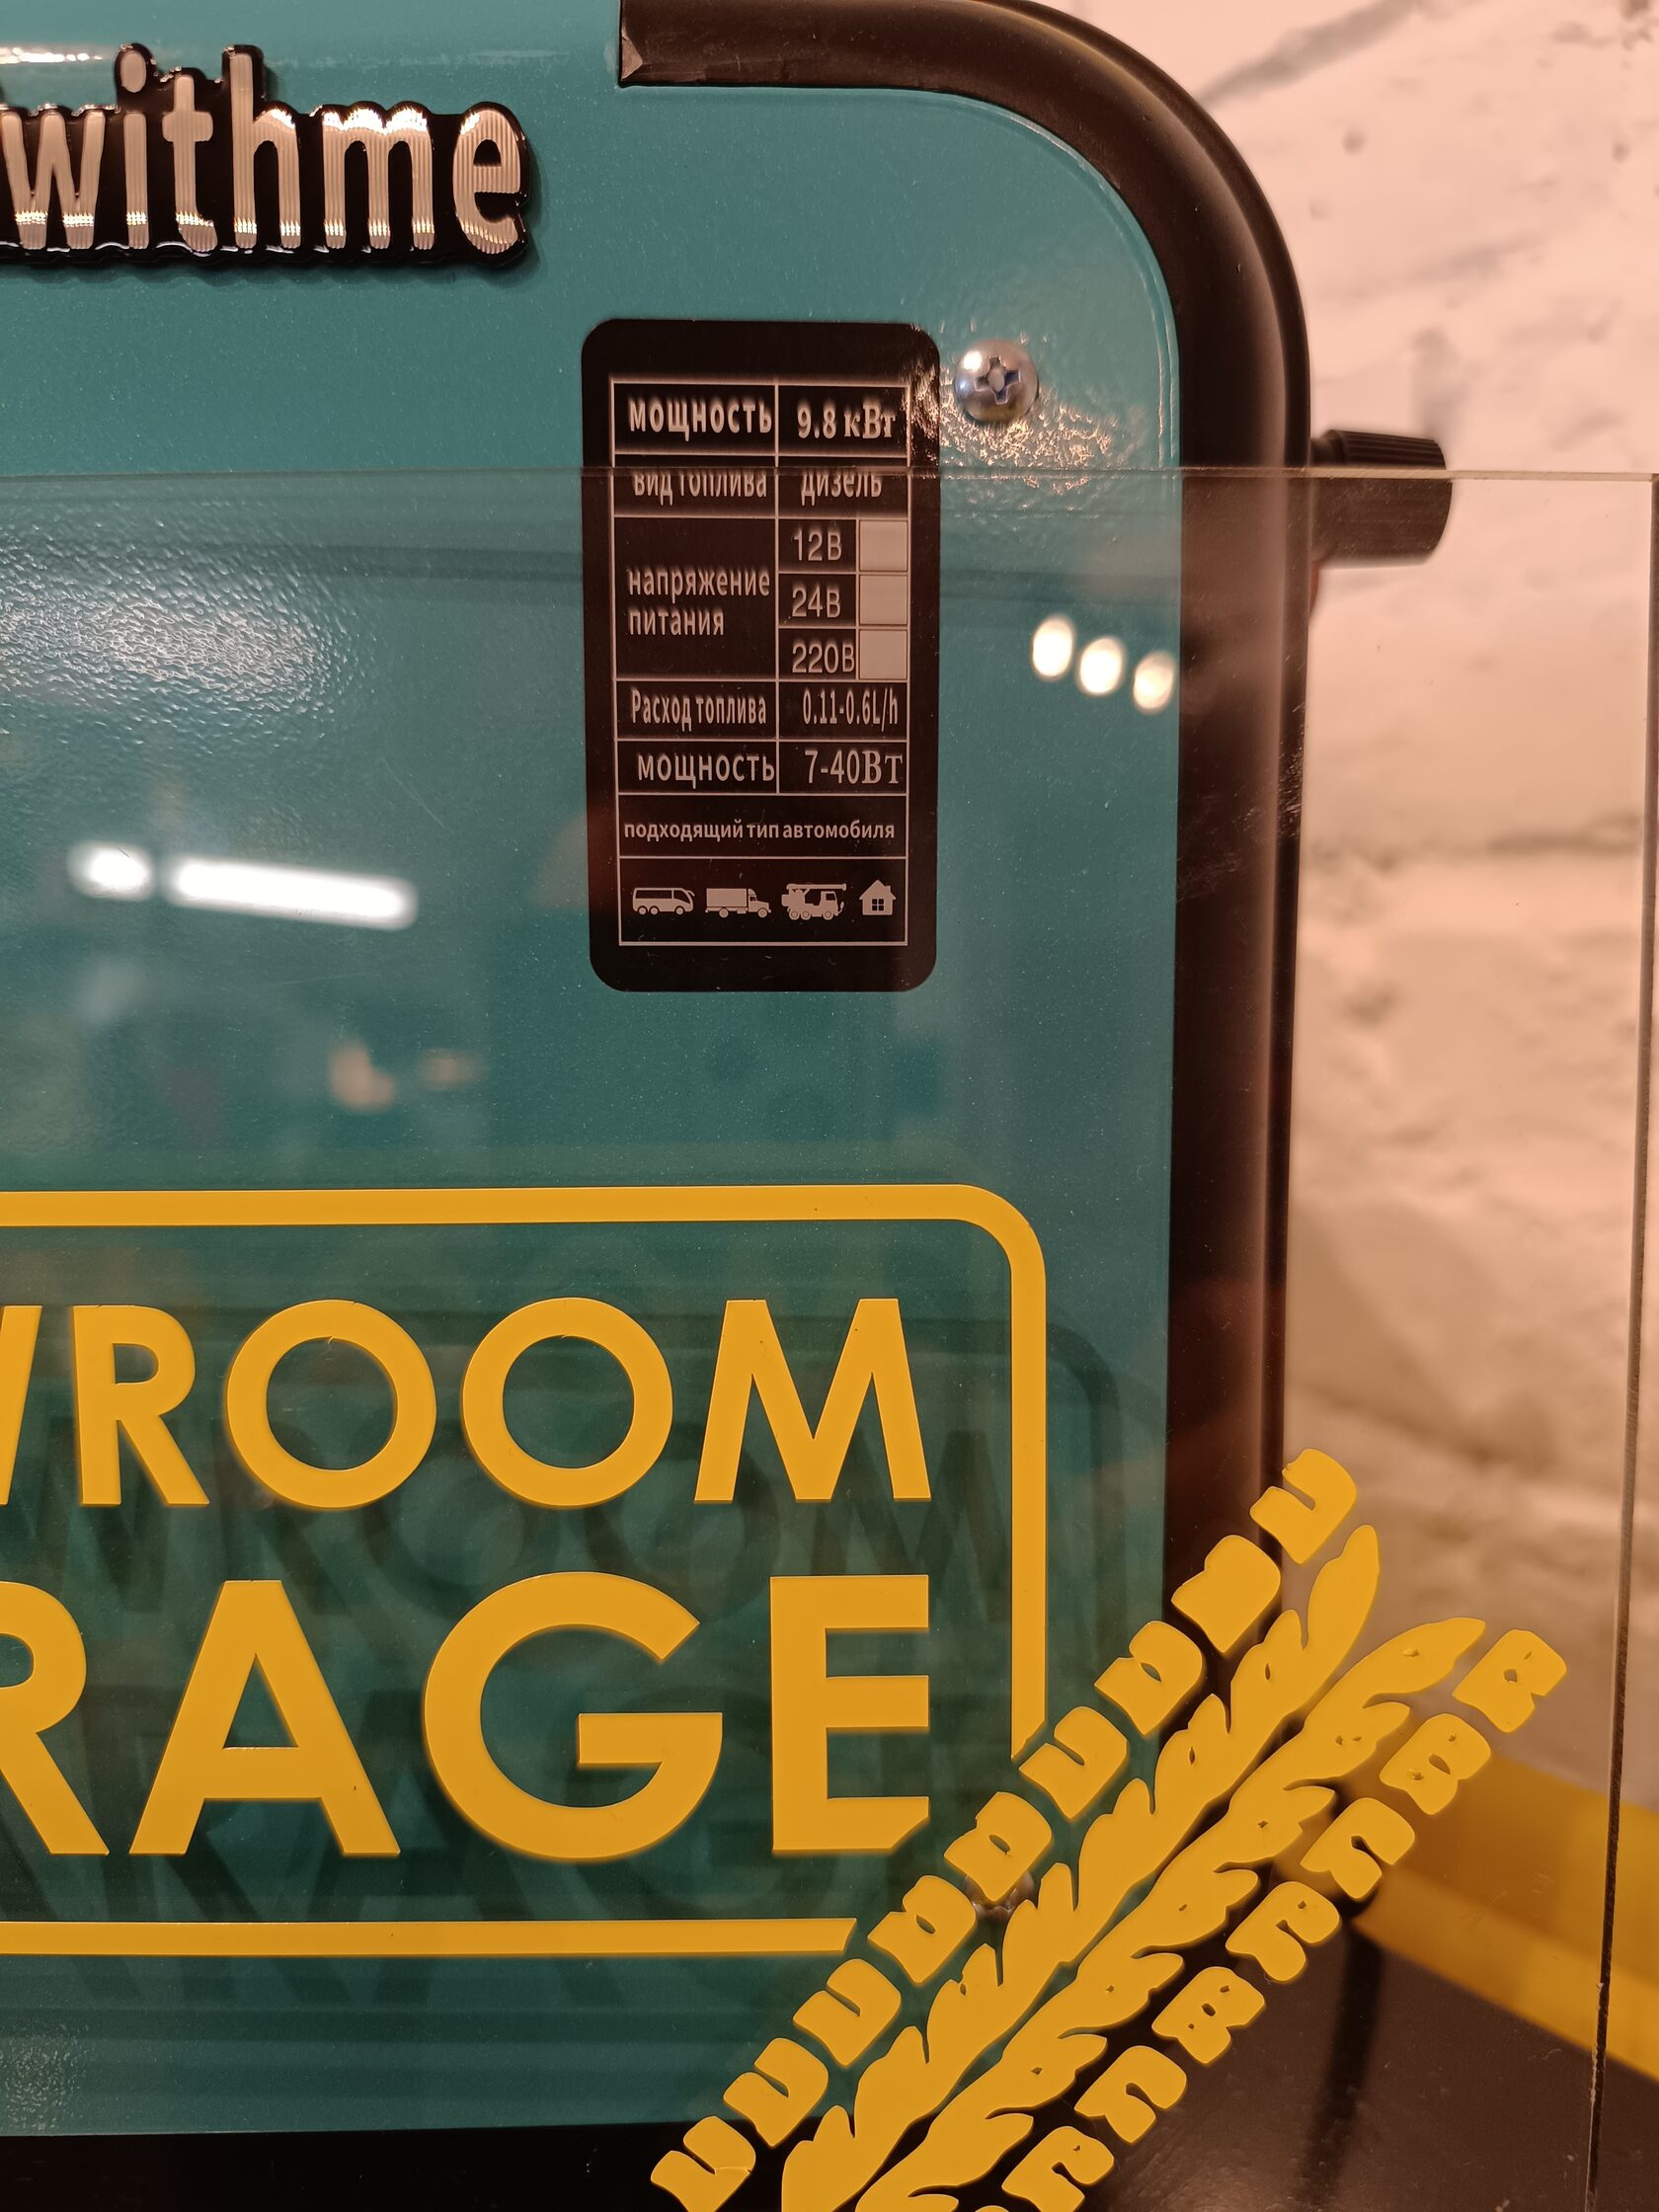 withme
мощность 9.8 кВт
вид топлива дизель
напряжение питания
12В
24В
220В
Расход топлива 0.11-0.6L/h
мощность 7-40Вт
подходящий тип автомобиля
WROOM
RAGE